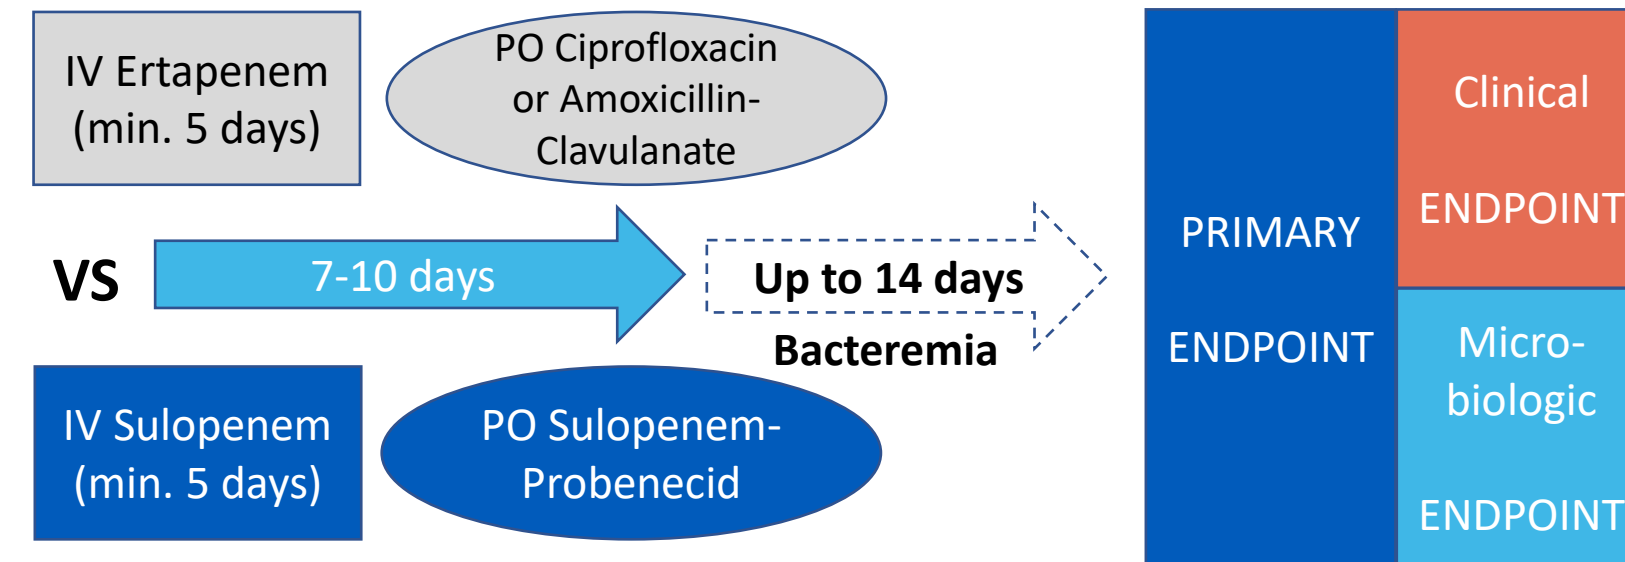 IV Ertapenem
(min. 5 days)
PO Ciprofloxacin
or Amoxicillin-
Clavulanate
VS
7-10 days
Up to 14 days
Bacteremia
IV Sulopenem
(min. 5 days)
PO Sulopenem-
Probenecid
PRIMARY
ENDPOINT
Clinical
ENDPOINT
Micro-
biologic
ENDPOINT